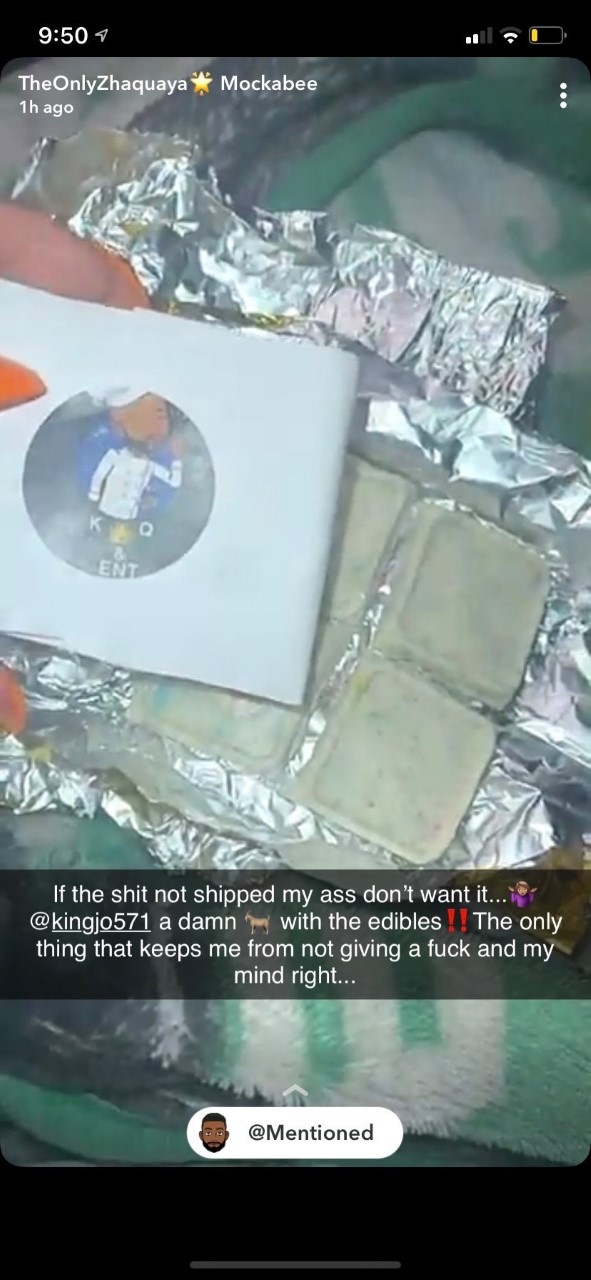 9:50
TheOnlyZhaquaya🌟 Mockabee
1h ago
K Q
&
ENT
If the shit not shipped my ass don’t want it...🤷🏽‍♀️
@kingjo571 a damn 🐐 with the edibles‼️The only
thing that keeps me from not giving a fuck and my
mind right...
@Mentioned